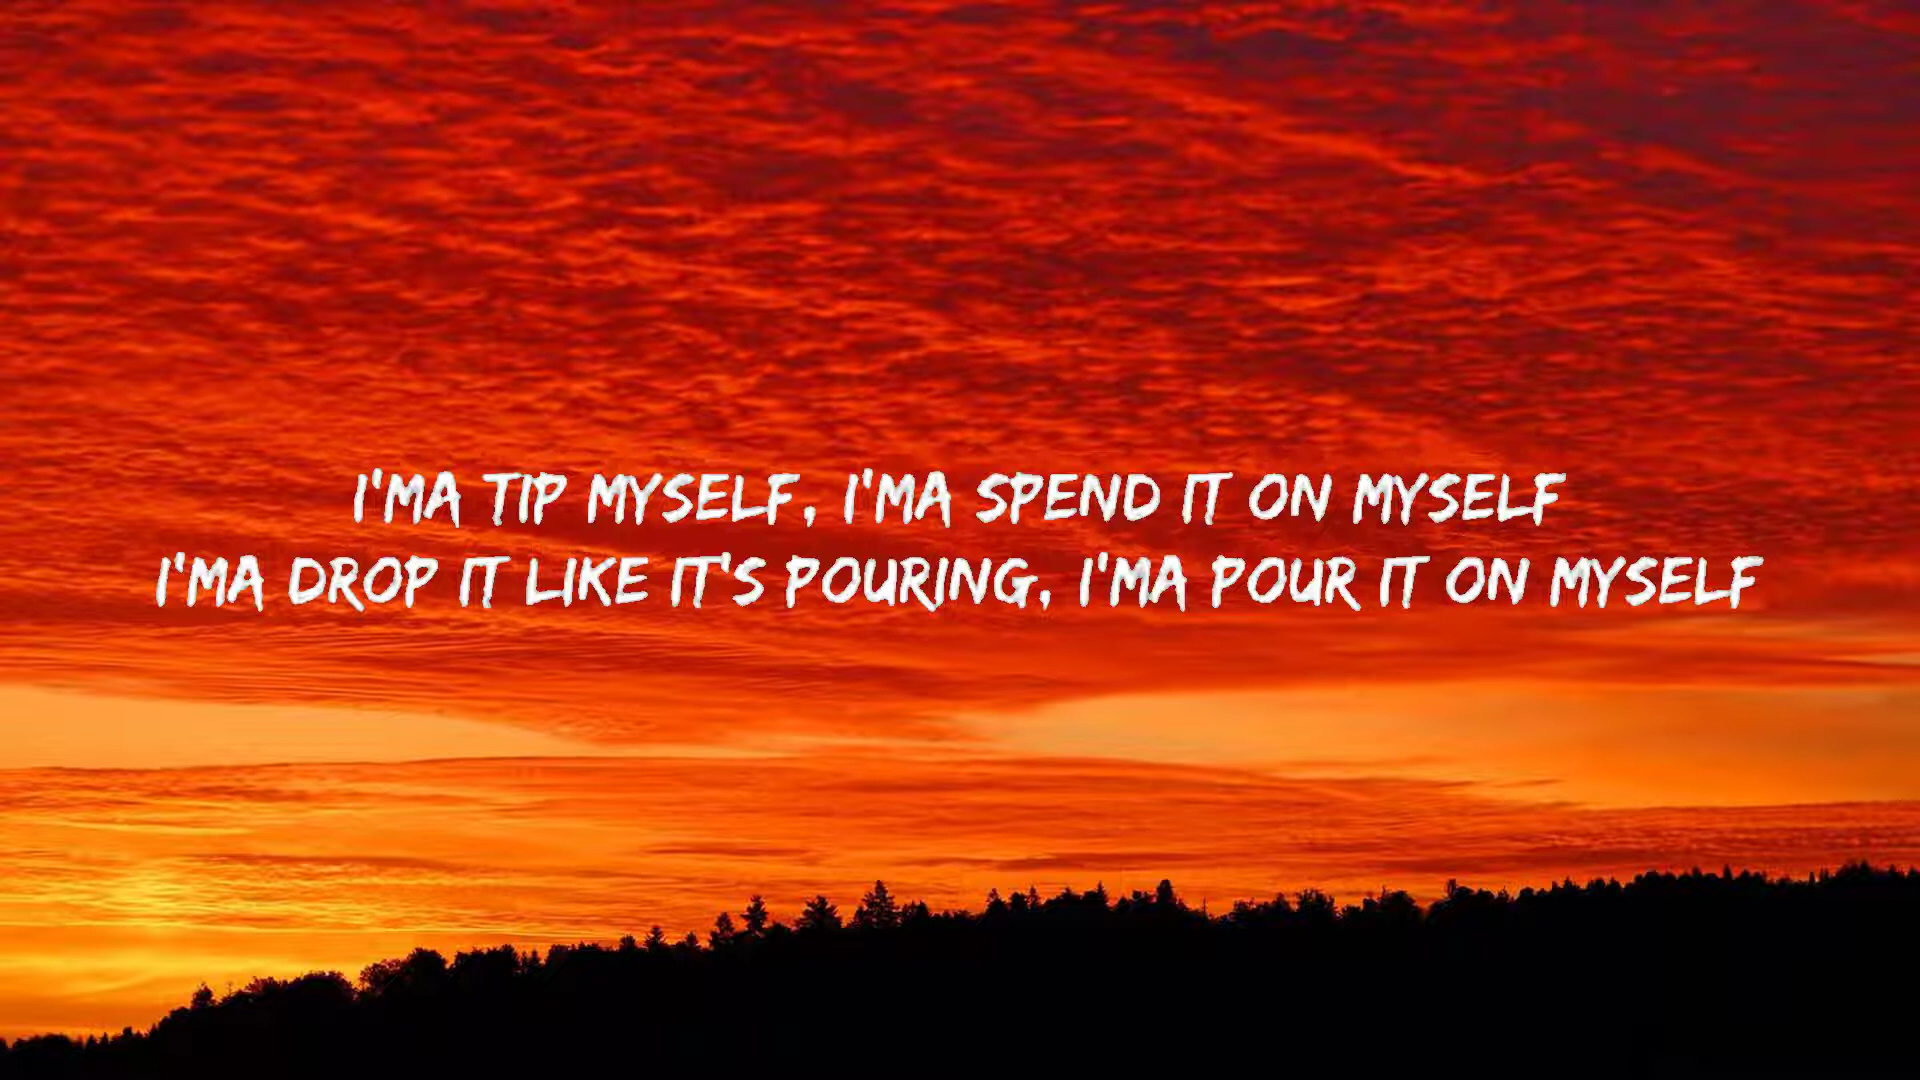 I'MA TIP MYSELF, I'MA SPEND IT ON MYSELF
I'MA DROP IT LIKE IT'S POURING, I'MA POUR IT ON MYSELF